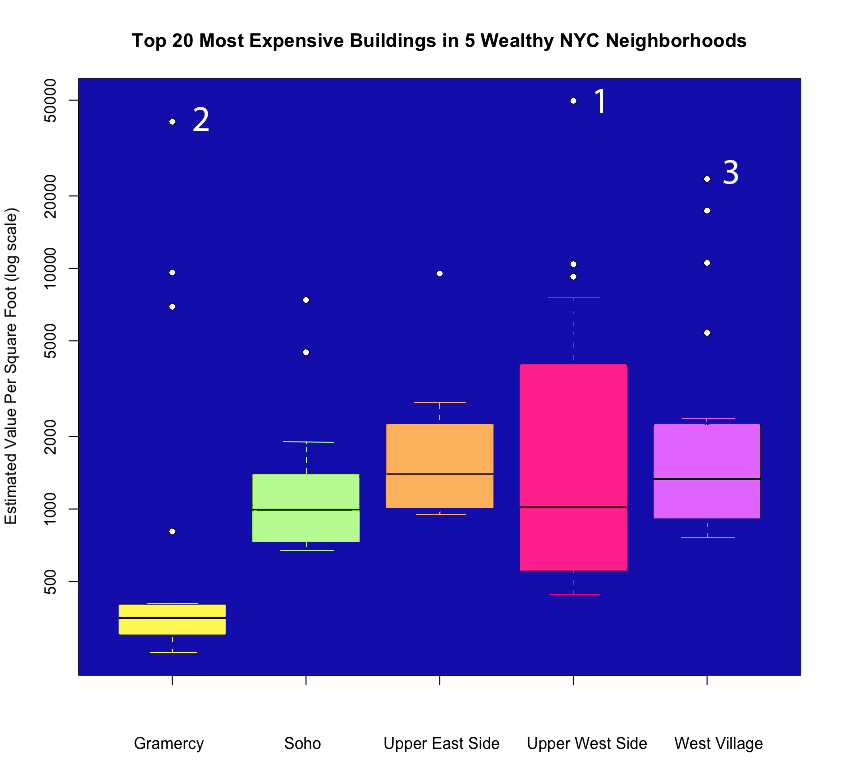 Top 20 Most Expensive Buildings in 5 Wealthy NYC Neighborhoods
Estimated Value Per Square Foot (log scale)
50000
20000
10000
5000
2000
1000
500
2
1
3
Gramercy
Soho
Upper East Side
Upper West Side
West Village